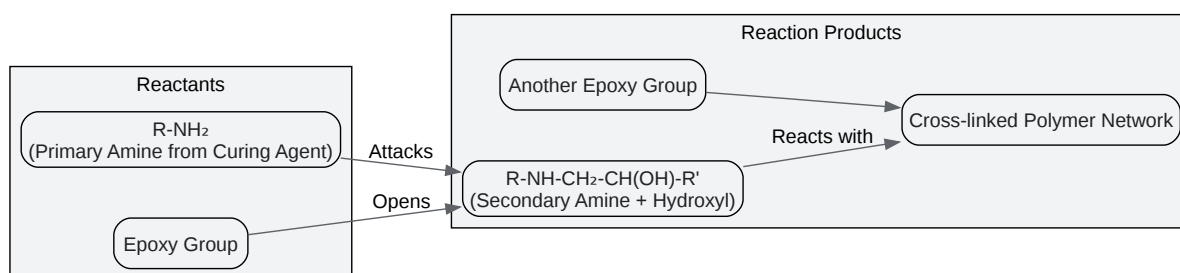 Reactants
R-NH₂
(Primary Amine from Curing Agent)
Epoxy Group
Attacks
Opens
Reaction Products
Another Epoxy Group
R-NH-CH₂-CH(OH)-R'
(Secondary Amine + Hydroxyl)
Reacts with
Cross-linked Polymer Network